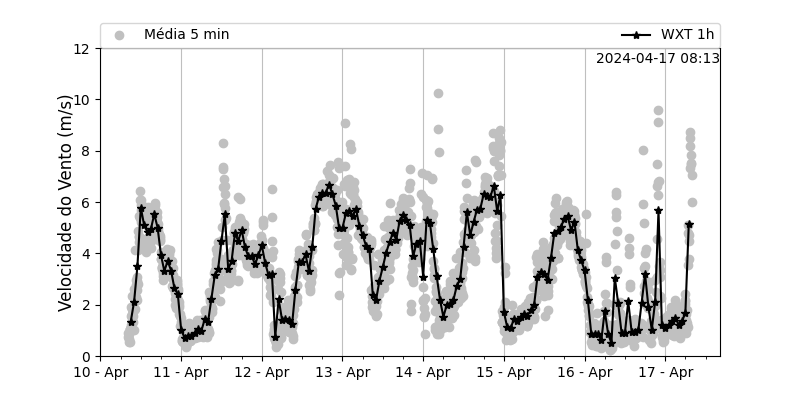 Média 5 min
WXT 1h
2024-04-17 08:13
Velocidade do Vento (m/s)
12
10
8
6
4
2
0
10 - Apr
11 - Apr
12 - Apr
13 - Apr
14 - Apr
15 - Apr
16 - Apr
17 - Apr